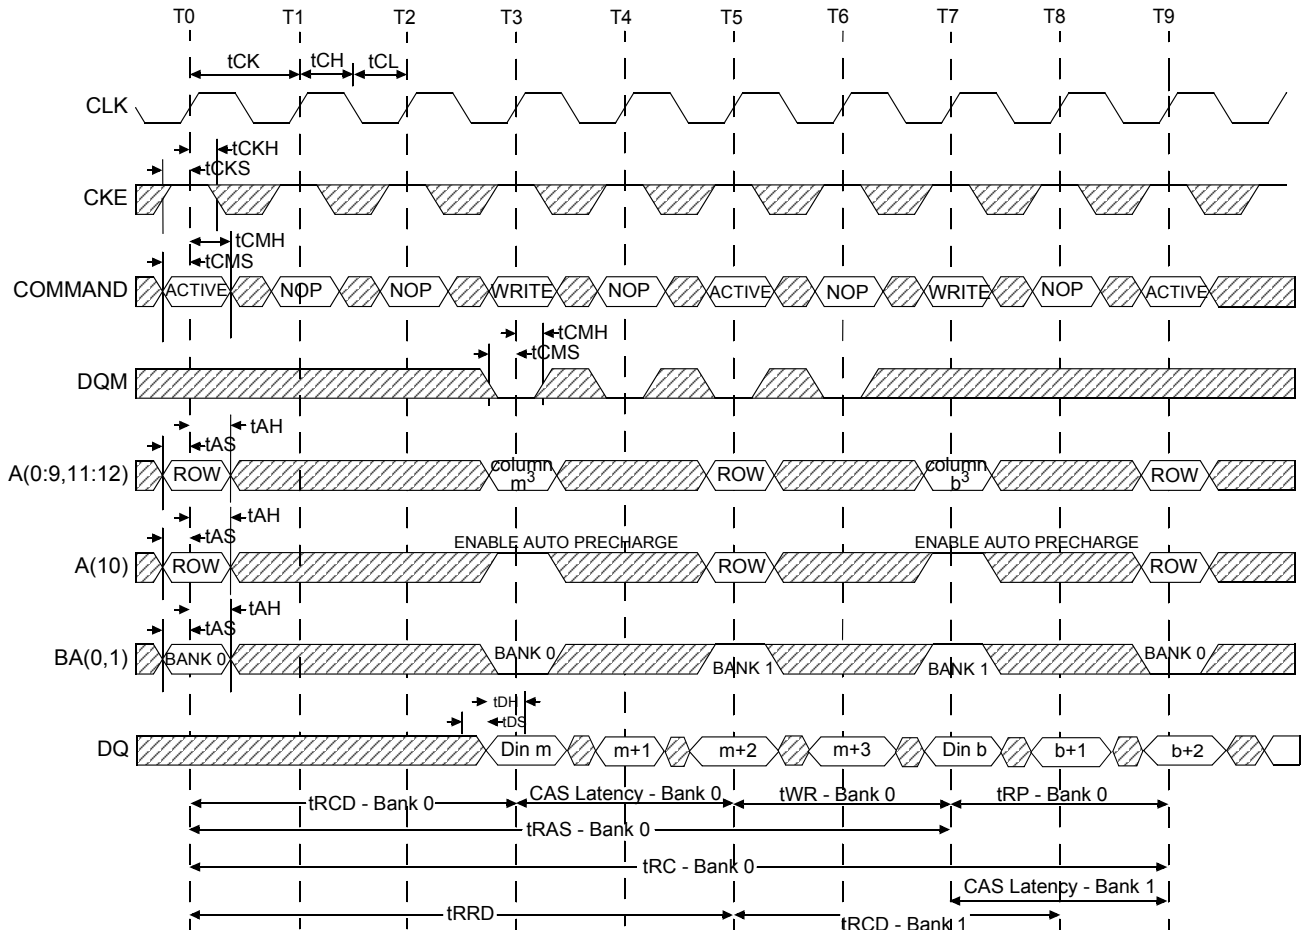 T0 T1 T2 T3 T4 T5 T6 T7 T8 T9
tCK tCH tCL
CLK
tCKH
tCKS
CKE
tCMH
tCMS
COMMAND ACTIVE NOP NOP WRITE NOP ACTIVE NOP WRITE NOP ACTIVE
tCMH
tCMS
DQM
tAH
tAS
A(0:9,11:12) ROW column m3 ROW column b3 ROW
tAH
tAS
ENABLE AUTO PRECHARGE ENABLE AUTO PRECHARGE
A(10) ROW ROW ROW
tAH
tAS
BA(0,1) BANK 0 BANK 0 BANK 1 BANK 1 BANK 0
tDH
tDS
DQ Din m m+1 m+2 m+3 Din b b+1 b+2
tRCD - Bank 0 CAS Latency - Bank 0 tWR - Bank 0 tRP - Bank 0
tRAS - Bank 0
tRC - Bank 0
CAS Latency - Bank 1
tRRD tRCD - Bank 1